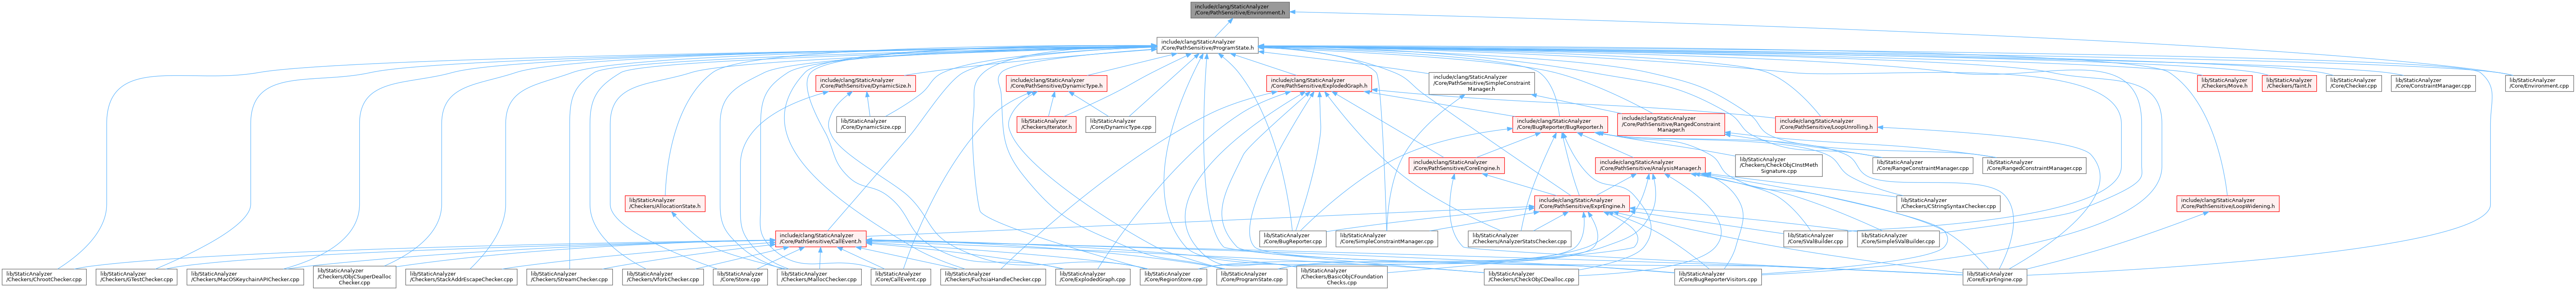 include/clang/StaticAnalyzer
/Core/PathSensitive/Environment.h
include/clang/StaticAnalyzer
/Core/PathSensitive/ProgramState.h
include/clang/StaticAnalyzer
/Core/PathSensitive/DynamicSize.h
include/clang/StaticAnalyzer
/Core/PathSensitive/DynamicType.h
include/clang/StaticAnalyzer
/Core/PathSensitive/ExplodedGraph.h
include/clang/StaticAnalyzer
/Core/PathSensitive/SimpleConstraint
Manager.h
lib/StaticAnalyzer
/Checkers/Move.h
lib/StaticAnalyzer
/Checkers/Taint.h
lib/StaticAnalyzer
/Core/Checker.cpp
lib/StaticAnalyzer
/Core/ConstraintManager.cpp
lib/StaticAnalyzer
/Core/Environment.cpp
lib/StaticAnalyzer
/Core/DynamicSize.cpp
lib/StaticAnalyzer
/Checkers/Iterator.h
lib/StaticAnalyzer
/Core/DynamicType.cpp
include/clang/StaticAnalyzer
/Core/BugReporter/BugReporter.h
include/clang/StaticAnalyzer
/Core/PathSensitive/RangedConstraint
Manager.h
include/clang/StaticAnalyzer
/Core/PathSensitive/LoopUnrolling.h
include/clang/StaticAnalyzer
/Core/PathSensitive/CoreEngine.h
include/clang/StaticAnalyzer
/Core/PathSensitive/AnalysisManager.h
lib/StaticAnalyzer
/Checkers/CheckObjCInstMeth
Signature.cpp
lib/StaticAnalyzer
/Core/RangeConstraintManager.cpp
lib/StaticAnalyzer
/Core/RangedConstraintManager.cpp
lib/StaticAnalyzer
/Checkers/AllocationState.h
include/clang/StaticAnalyzer
/Core/PathSensitive/ExprEngine.h
lib/StaticAnalyzer
/Checkers/CStringSyntaxChecker.cpp
include/clang/StaticAnalyzer
/Core/PathSensitive/LoopWidening.h
include/clang/StaticAnalyzer
/Core/PathSensitive/CallEvent.h
lib/StaticAnalyzer
/Core/BugReporter.cpp
lib/StaticAnalyzer
/Core/SimpleConstraintManager.cpp
lib/StaticAnalyzer
/Checkers/AnalyzerStatsChecker.cpp
lib/StaticAnalyzer
/Core/SValBuilder.cpp
lib/StaticAnalyzer
/Core/SimpleSValBuilder.cpp
lib/StaticAnalyzer
/Checkers/ChrootChecker.cpp
lib/StaticAnalyzer
/Checkers/GTestChecker.cpp
lib/StaticAnalyzer
/Checkers/MacOSKeychainAPIChecker.cpp
lib/StaticAnalyzer
/Checkers/ObjCSuperDealloc
Checker.cpp
lib/StaticAnalyzer
/Checkers/StackAddrEscapeChecker.cpp
lib/StaticAnalyzer
/Checkers/StreamChecker.cpp
lib/StaticAnalyzer
/Checkers/VforkChecker.cpp
lib/StaticAnalyzer
/Core/Store.cpp
lib/StaticAnalyzer
/Checkers/MallocChecker.cpp
lib/StaticAnalyzer
/Core/CallEvent.cpp
lib/StaticAnalyzer
/Checkers/FuchsiaHandleChecker.cpp
lib/StaticAnalyzer
/Core/ExplodedGraph.cpp
lib/StaticAnalyzer
/Core/RegionStore.cpp
lib/StaticAnalyzer
/Core/ProgramState.cpp
lib/StaticAnalyzer
/Checkers/BasicObjCFoundation
Checks.cpp
lib/StaticAnalyzer
/Checkers/CheckObjCDealloc.cpp
lib/StaticAnalyzer
/Core/BugReporterVisitors.cpp
lib/StaticAnalyzer
/Core/ExprEngine.cpp